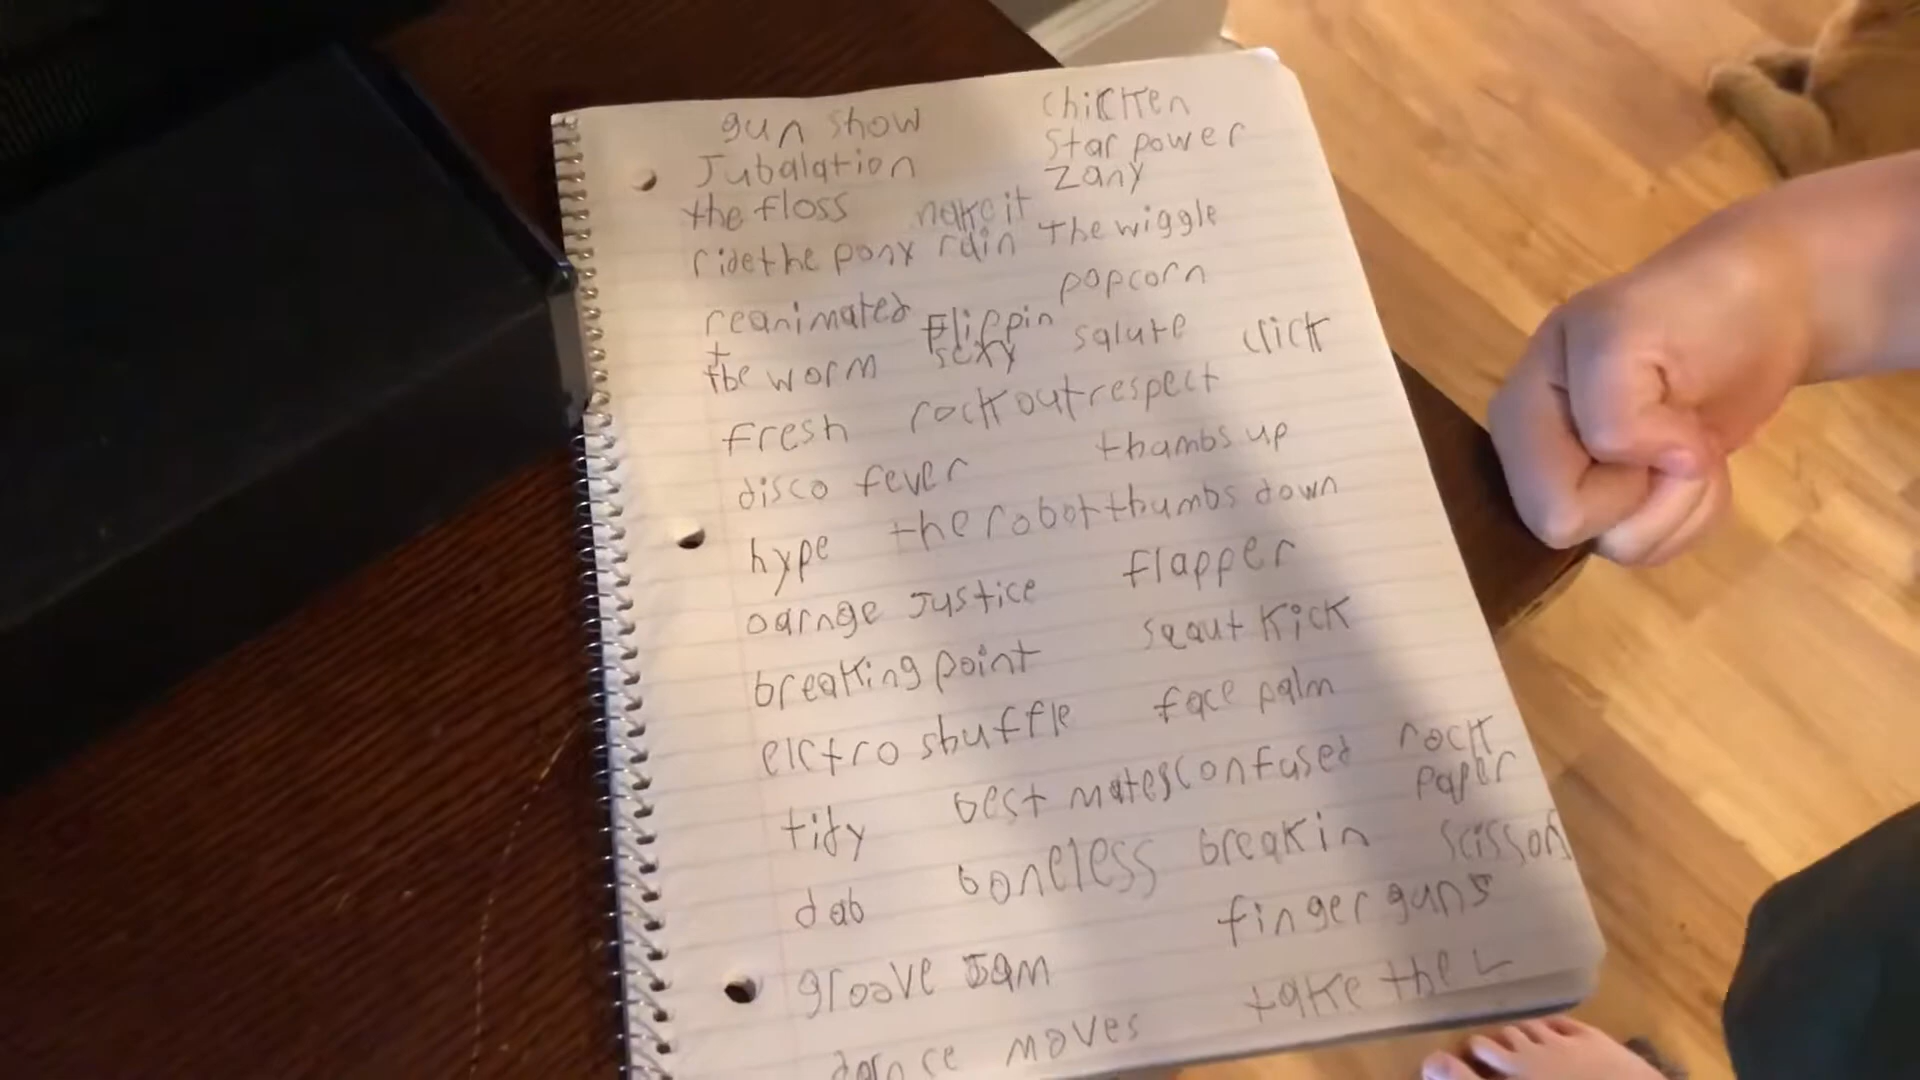 gun show chicken
Jubalation star power
the floss make it zany
ride the pony rain the wiggle
reanimated flippin popcorn
the worm sexy salute click
fresh rock out respect
disco fever thumbs up
hype the robot thumbs down
oarnge justice flapper
breaking point sqaut kick
elctro shuffle face palm
tidy best mates confused rock
paper
dab boneless breakin scissors
groove jam finger guns
dance moves take the L